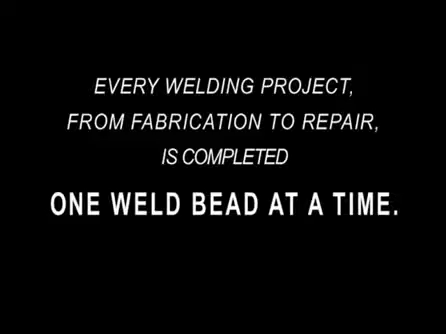 EVERY WELDING PROJECT,
FROM FABRICATION TO REPAIR,
IS COMPLETED
ONE WELD BEAD AT A TIME.